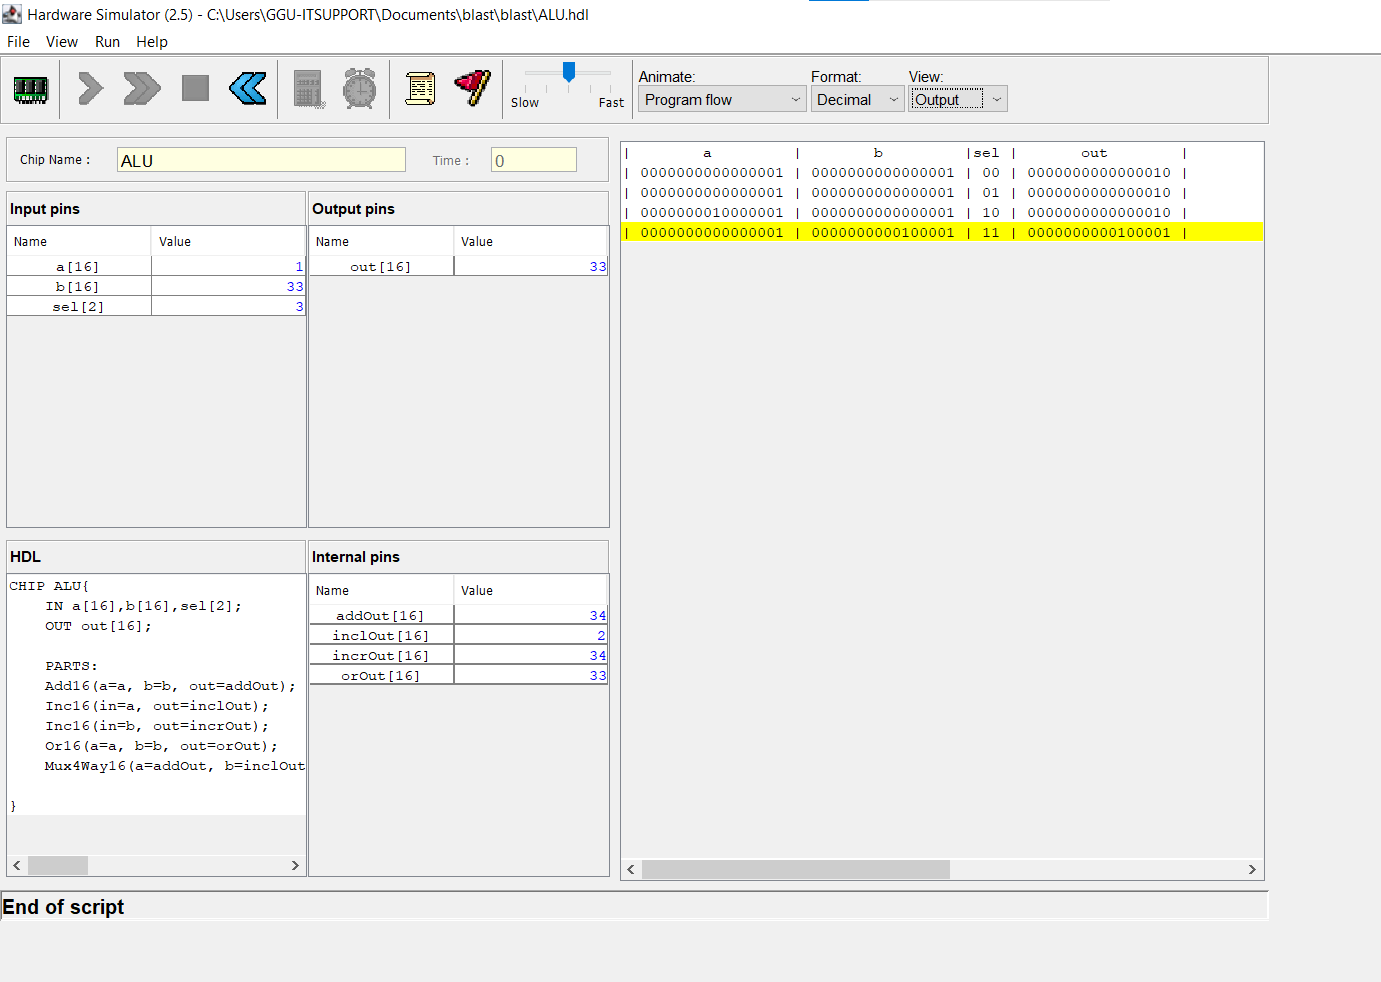 Hardware Simulator (2.5) - C:\Users\GGU-ITSUPPORT\Documents\blast\blast\ALU.hdl
File View Run Help
Slow Fast
Animate: Format: View:
Program flow Decimal Output
Chip Name : ALU Time : 0
Input pins
Name Value
a[16] 1
b[16] 33
sel[2] 3
Output pins
Name Value
out[16] 33
HDL
CHIP ALU{
IN a[16],b[16],sel[2];
OUT out[16];
PARTS:
Add16(a=a, b=b, out=addOut);
Inc16(in=a, out=inclOut);
Inc16(in=b, out=incrOut);
Or16(a=a, b=b, out=orOut);
Mux4Way16(a=addOut, b=inclOut
}
Internal pins
Name Value
addOut[16] 34
inclOut[16] 2
incrOut[16] 34
orOut[16] 33
| a | b |sel | out |
| 0000000000000001 | 0000000000000001 | 00 | 0000000000000010 |
| 0000000000000001 | 0000000000000001 | 01 | 0000000000000010 |
| 0000000010000001 | 0000000000000001 | 10 | 0000000000000010 |
| 0000000000000001 | 0000000000100001 | 11 | 0000000000100001 |
End of script